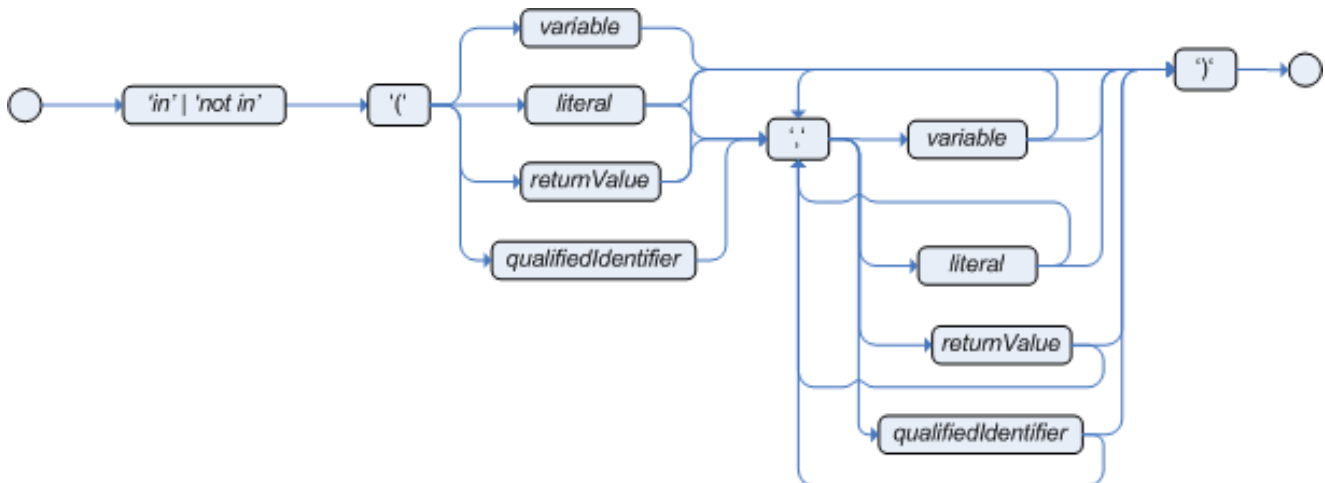 variable
'in' | 'not in'
'('
literal
returnValue
qualifiedIdentifier
','
variable
literal
returnValue
qualifiedIdentifier
‘)‘